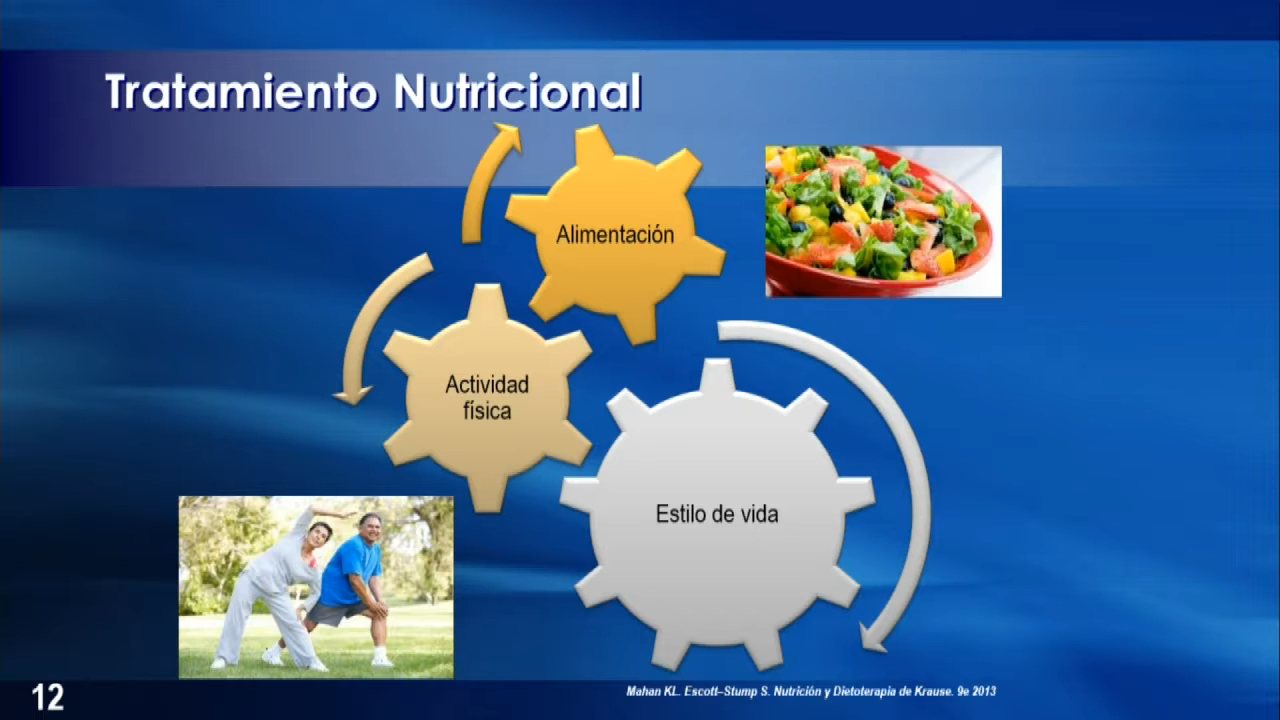 Tratamiento Nutricional
Alimentación
Actividad
física
Estilo de vida
Mahan KL. Escott–Stump S. Nutrición y Dietoterapia de Krause. 9e 2013
12